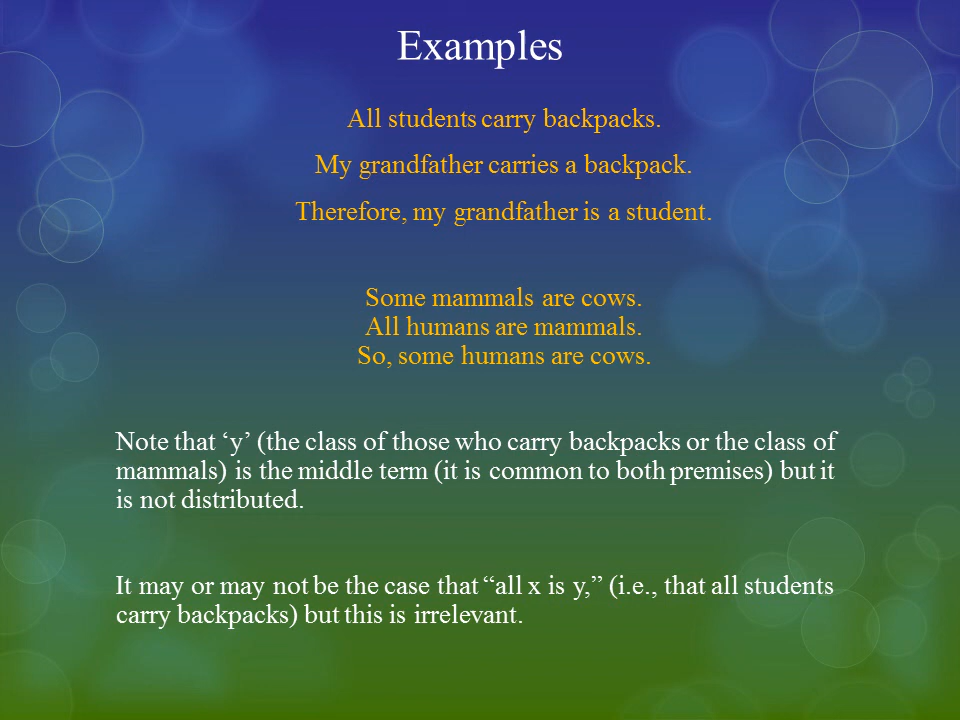 Examples
All students carry backpacks.
My grandfather carries a backpack.
Therefore, my grandfather is a student.
Some mammals are cows.
All humans are mammals.
So, some humans are cows.
Note that ‘y’ (the class of those who carry backpacks or the class of
mammals) is the middle term (it is common to both premises) but it
is not distributed.
It may or may not be the case that “all x is y,” (i.e., that all students
carry backpacks) but this is irrelevant.